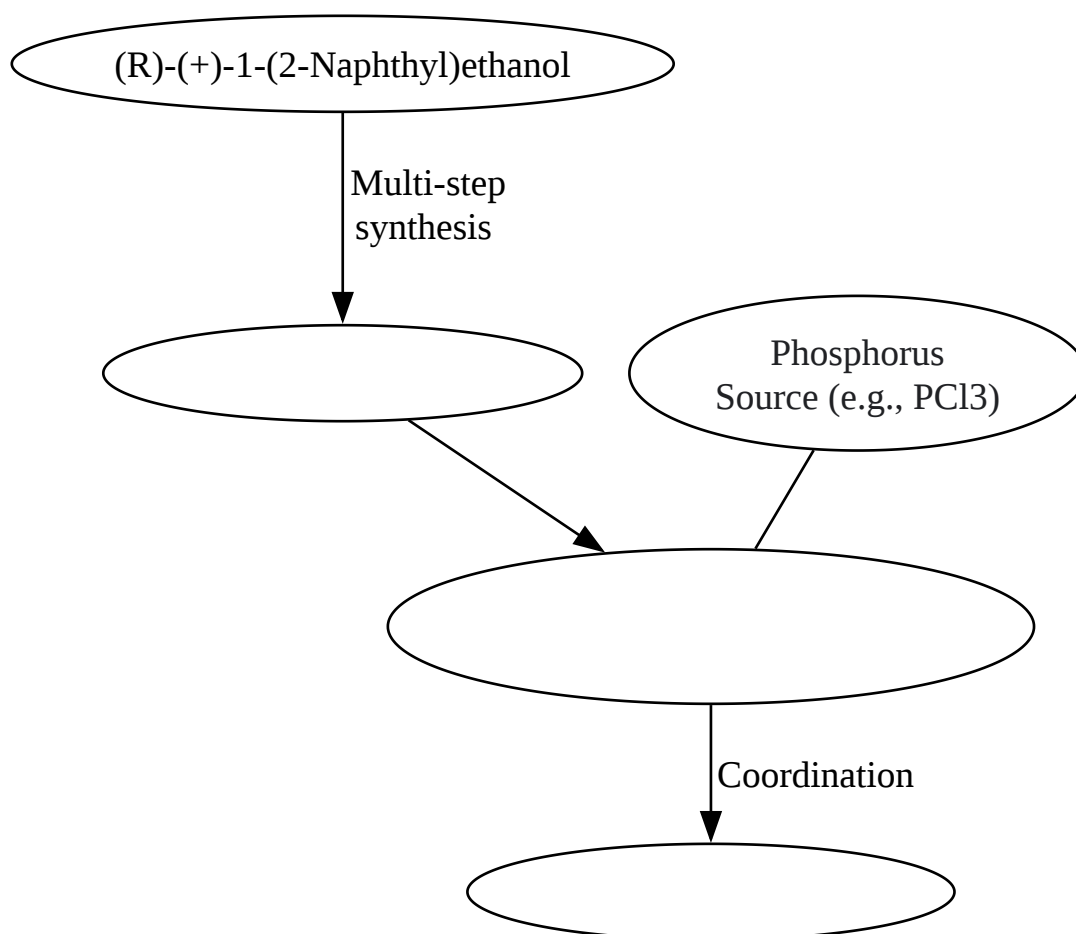 (R)-(+)-1-(2-Naphthyl)ethanol
Multi-step
synthesis
Phosphorus
Source (e.g., PCl3)
Coordination